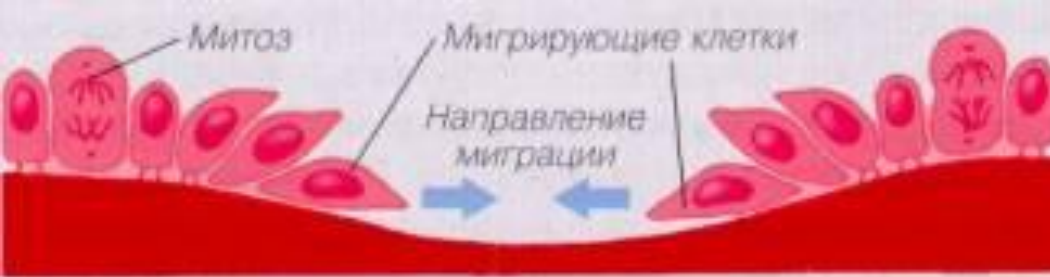 Митоз
Мигрирующие клетки
Направление
миграции